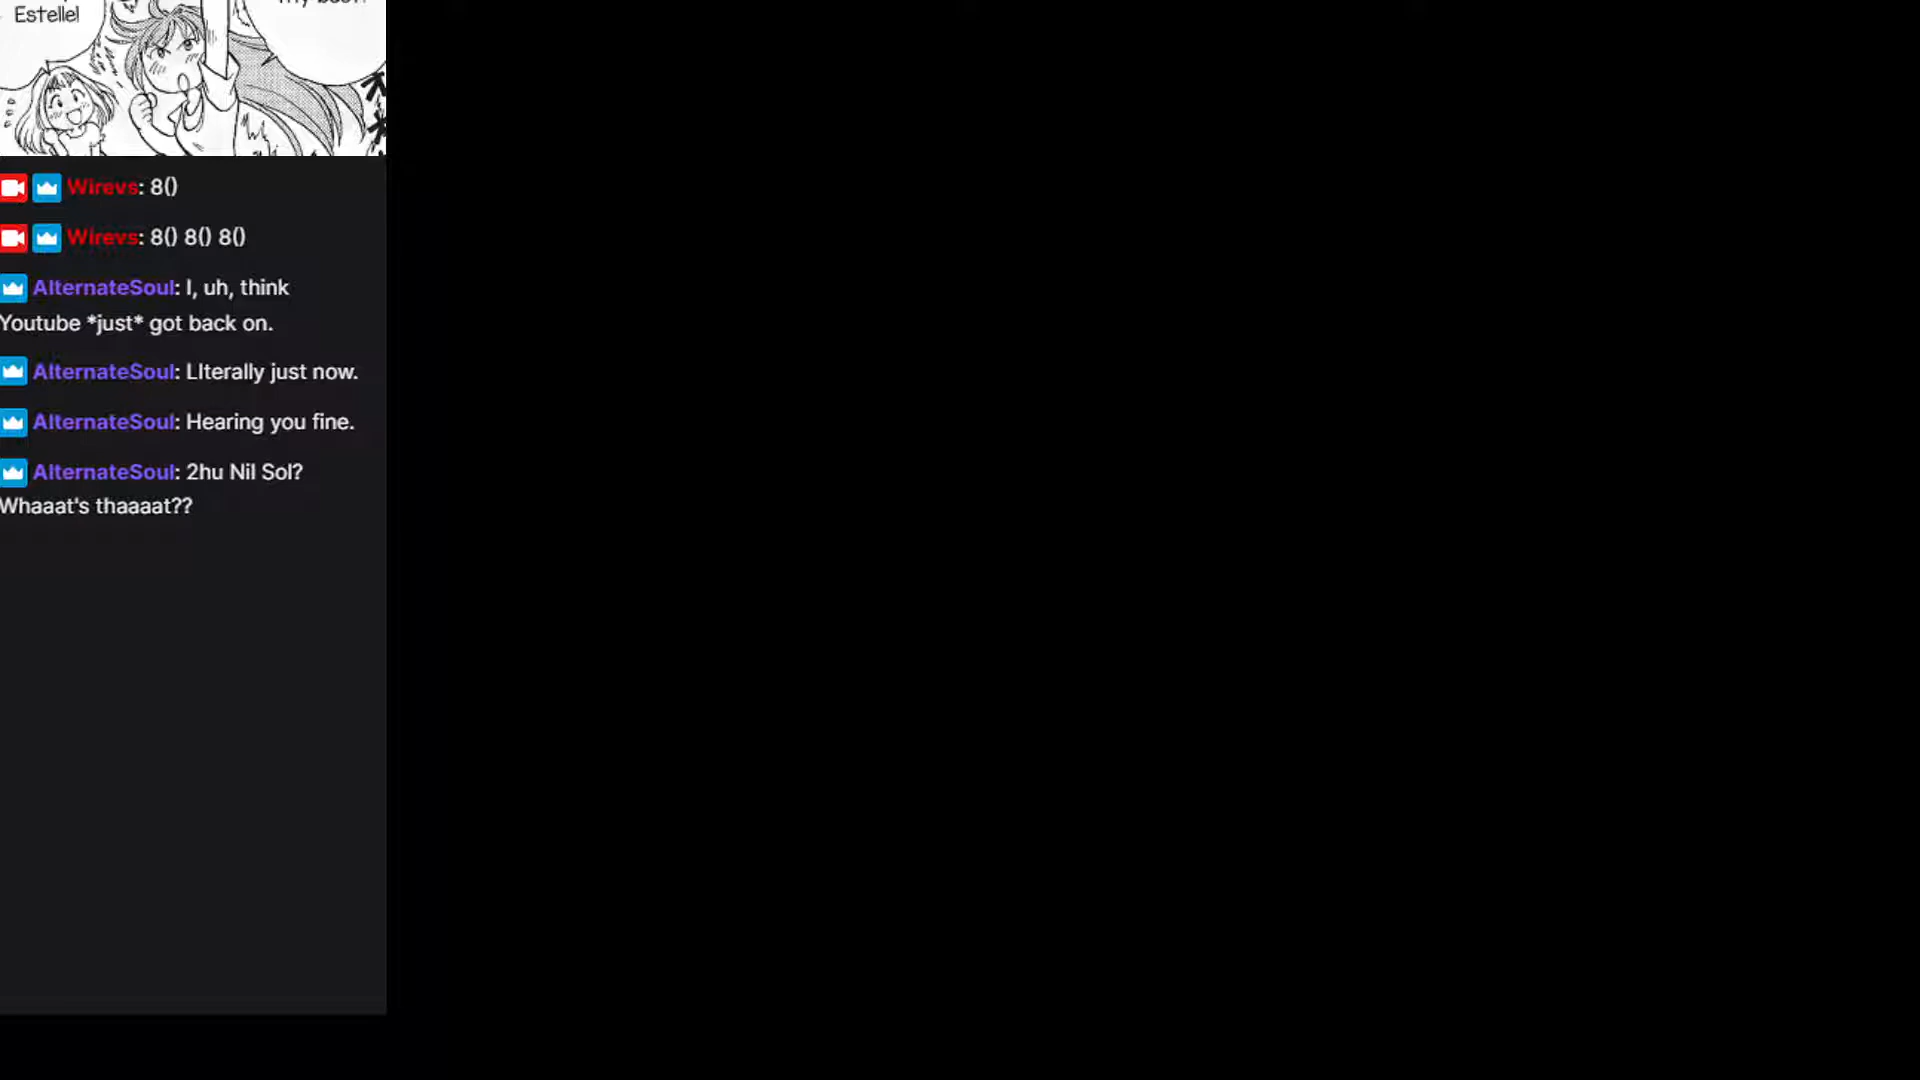 Estelle!
Wirevs: 8()
Wirevs: 8() 8() 8()
AlternateSoul: I, uh, think
Youtube *just* got back on.
AlternateSoul: LIterally just now.
AlternateSoul: Hearing you fine.
AlternateSoul: 2hu Nil Sol?
Whaaat's thaaaat??